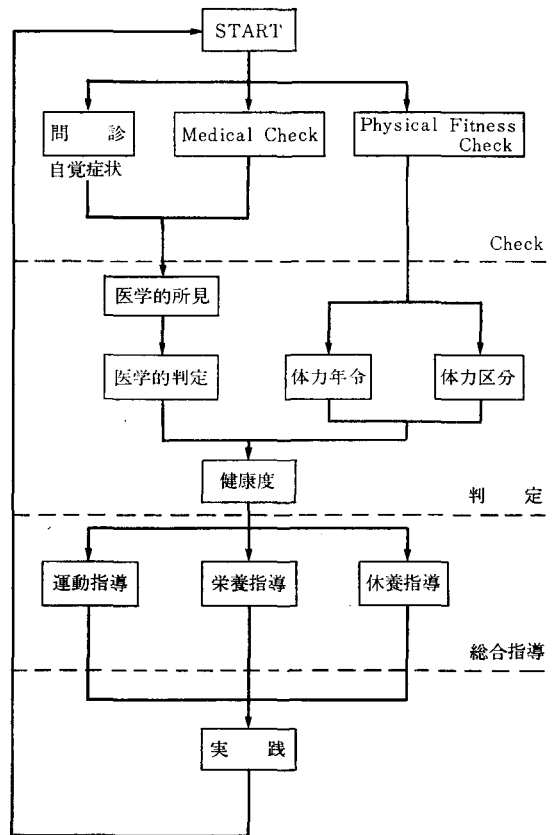 START
問　診
Medical Check
Physical Fitness
Check
自覚症状
Check
医学的所見
医学的判定
体力年令
体力区分
健康度
判　定
運動指導
栄養指導
休養指導
総合指導
実　践